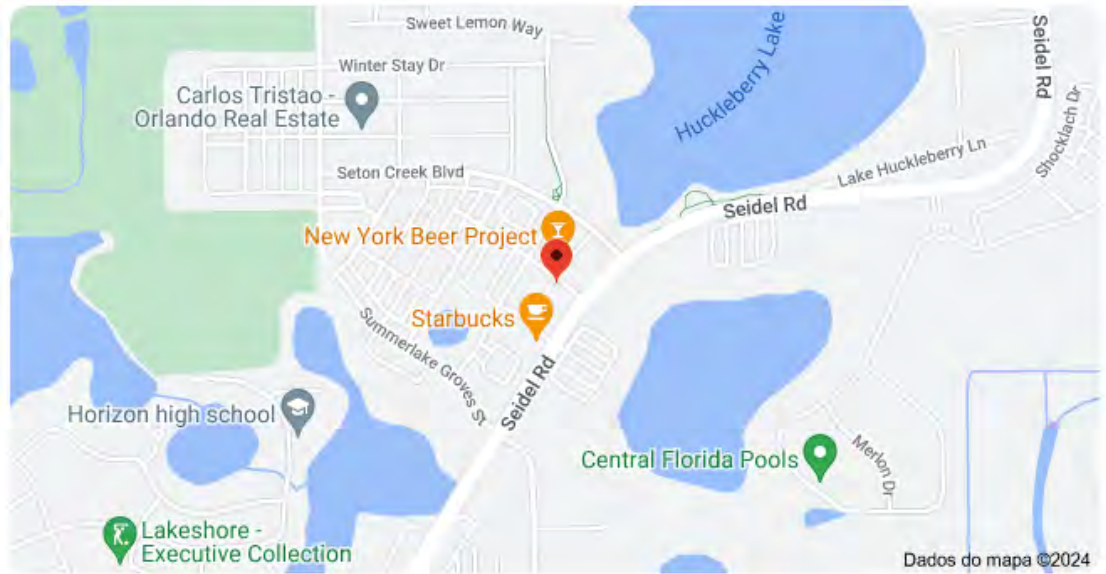 Sweet Lemon Way
Winter Stay Dr
Carlos Tristao -
Orlando Real Estate
Huckleberry Lake
Seidel Rd
Shocklach Dr
Lake Huckleberry Ln
Seton Creek Blvd
Seidel Rd
New York Beer Project
Starbucks
Summerlake Groves St
Seidel Rd
Horizon high school
Central Florida Pools
Merlon Dr
Lakeshore -
Executive Collection
Dados do mapa ©2024